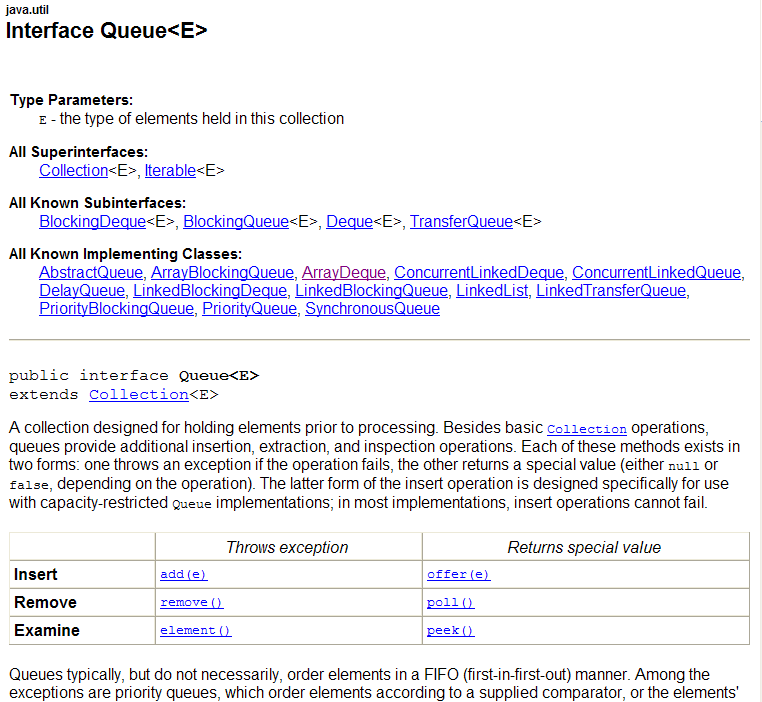 java.util
Interface Queue<E>
Type Parameters:
E - the type of elements held in this collection
All Superinterfaces:
Collection<E>, Iterable<E>
All Known Subinterfaces:
BlockingDeque<E>, BlockingQueue<E>, Deque<E>, TransferQueue<E>
All Known Implementing Classes:
AbstractQueue, ArrayBlockingQueue, ArrayDeque, ConcurrentLinkedDeque, ConcurrentLinkedQueue,
DelayQueue, LinkedBlockingDeque, LinkedBlockingQueue, LinkedList, LinkedTransferQueue,
PriorityBlockingQueue, PriorityQueue, SynchronousQueue
public interface Queue<E>
extends Collection<E>
A collection designed for holding elements prior to processing. Besides basic Collection operations,
queues provide additional insertion, extraction, and inspection operations. Each of these methods exists in
two forms: one throws an exception if the operation fails, the other returns a special value (either null or
false, depending on the operation). The latter form of the insert operation is designed specifically for use
with capacity-restricted Queue implementations; in most implementations, insert operations cannot fail.
Throws exception Returns special value
Insert add(e) offer(e)
Remove remove() poll()
Examine element() peek()
Queues typically, but do not necessarily, order elements in a FIFO (first-in-first-out) manner. Among the
exceptions are priority queues, which order elements according to a supplied comparator, or the elements'